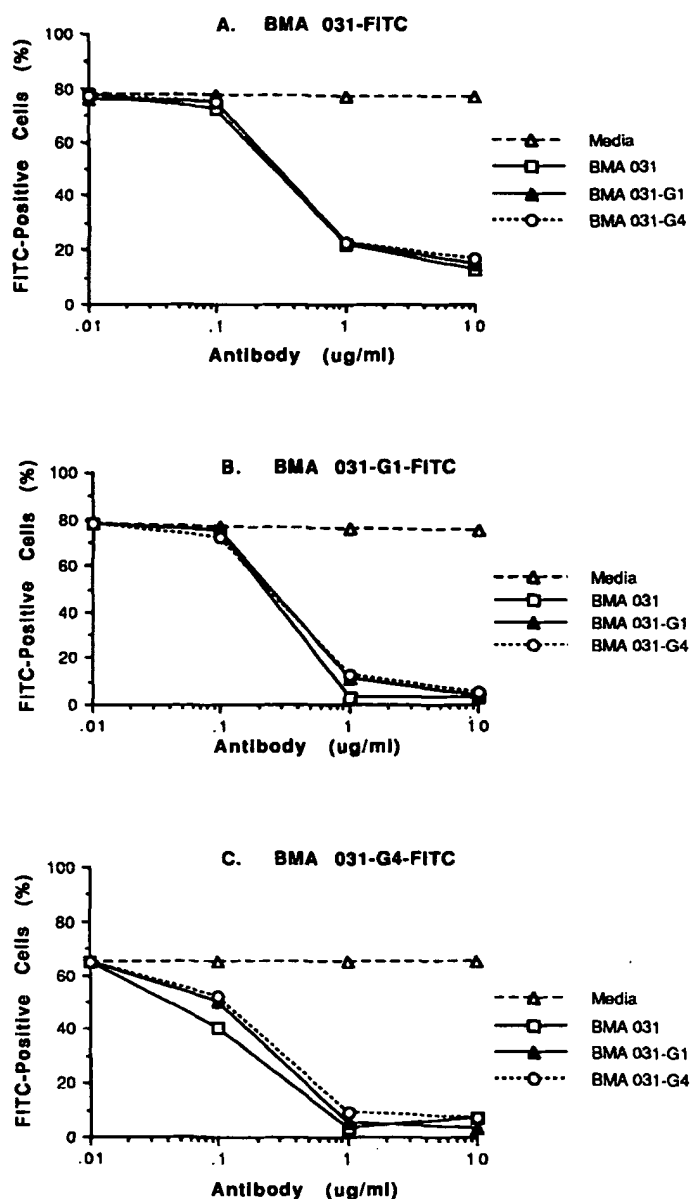 A. BMA 031-FITC
FITC-Positive Cells (%)
100
80
60
40
20
0
.01
.1
1
10
Antibody (ug/ml)
Media
BMA 031
BMA 031-G1
BMA 031-G4
B. BMA 031-G1-FITC
FITC-Positive Cells (%)
100
80
60
40
20
0
.01
.1
1
10
Antibody (ug/ml)
Media
BMA 031
BMA 031-G1
BMA 031-G4
C. BMA 031-G4-FITC
FITC-Positive Cells (%)
100
80
60
40
20
0
.01
.1
1
10
Antibody (ug/ml)
Media
BMA 031
BMA 031-G1
BMA 031-G4